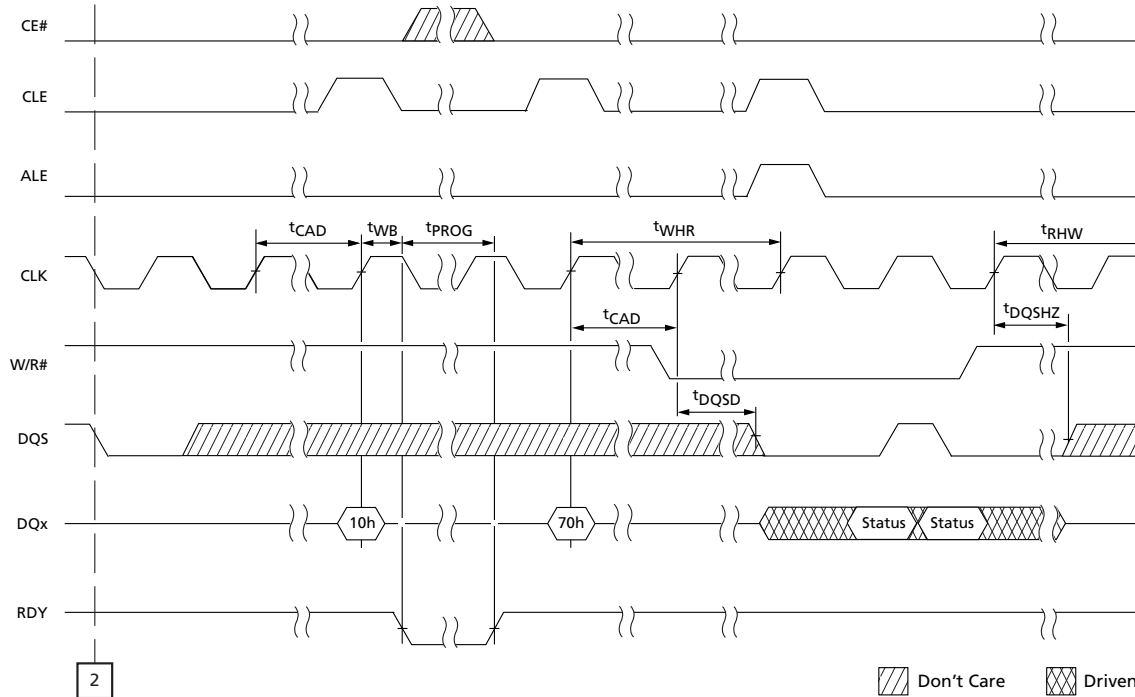 CE#
CLE
ALE
tCAD tWB tPROG tWHR tRHW
CLK
tCAD tDQSHZ
W/R#
tDQSD
DQS
DQx 10h 70h Status Status
RDY
2 Don't Care Driven